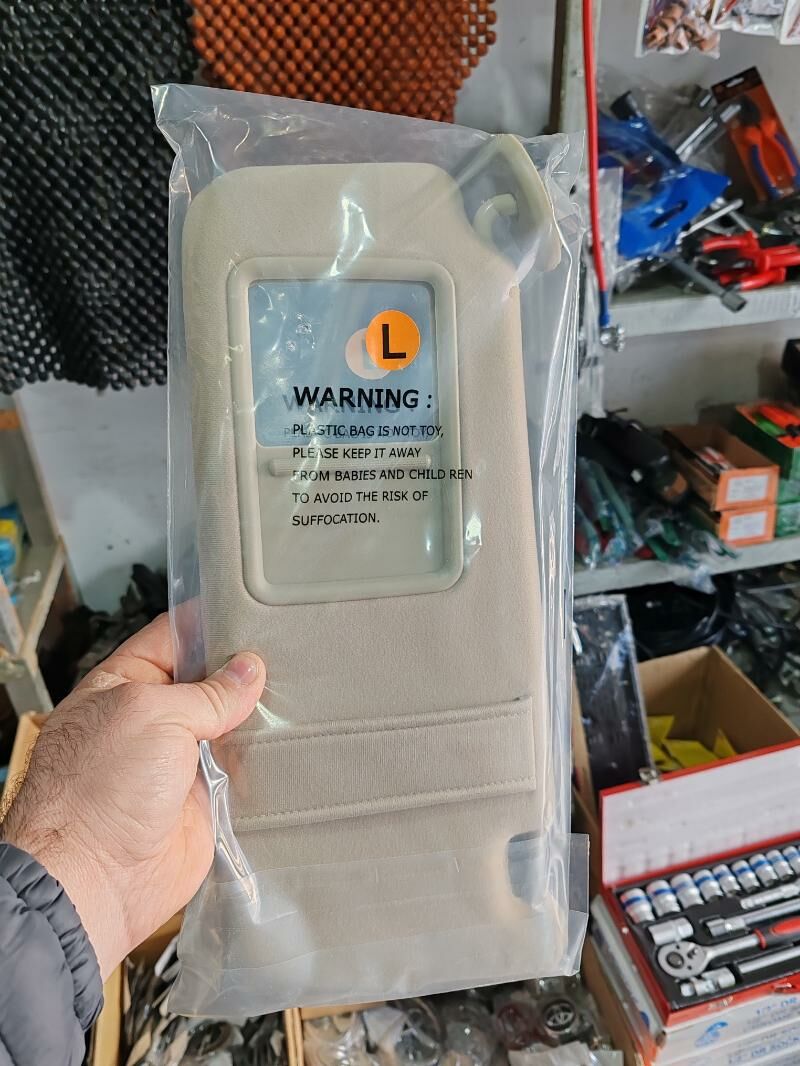 L
WARNING :
PLASTIC BAG IS NOT TOY,
PLEASE KEEP IT AWAY
FROM BABIES AND CHILD REN
TO AVOID THE RISK OF
SUFFOCATION.